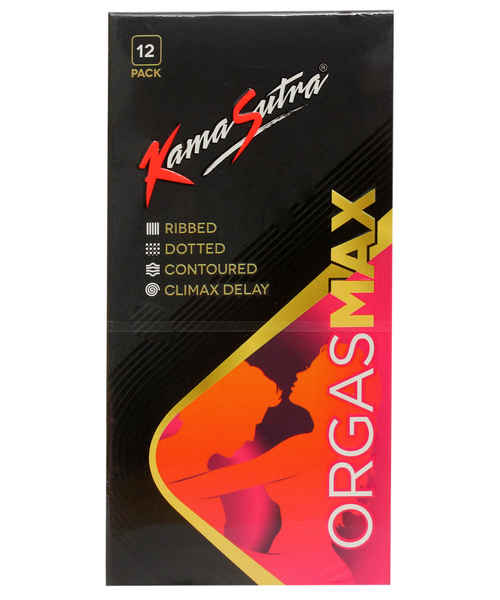 12
PACK
KamaSutra®
RIBBED
DOTTED
CONTOURED
CLIMAX DELAY
ORGASMAX